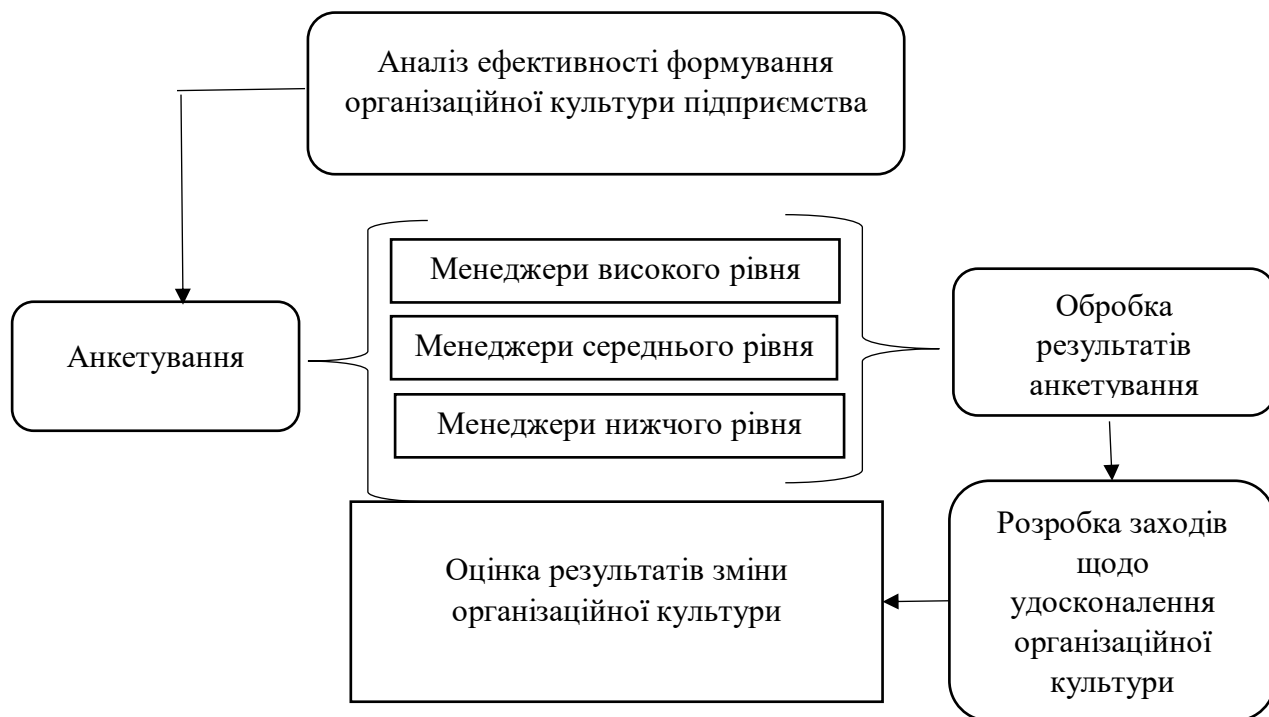 Аналіз ефективності формування
організаційної культури підприємства
Анкетування
Менеджери високого рівня
Менеджери середнього рівня
Менеджери нижчого рівня
Обробка
результатів
анкетування
Розробка заходів
щодо
удосконалення
організаційної
культури
Оцінка результатів зміни
організаційної культури